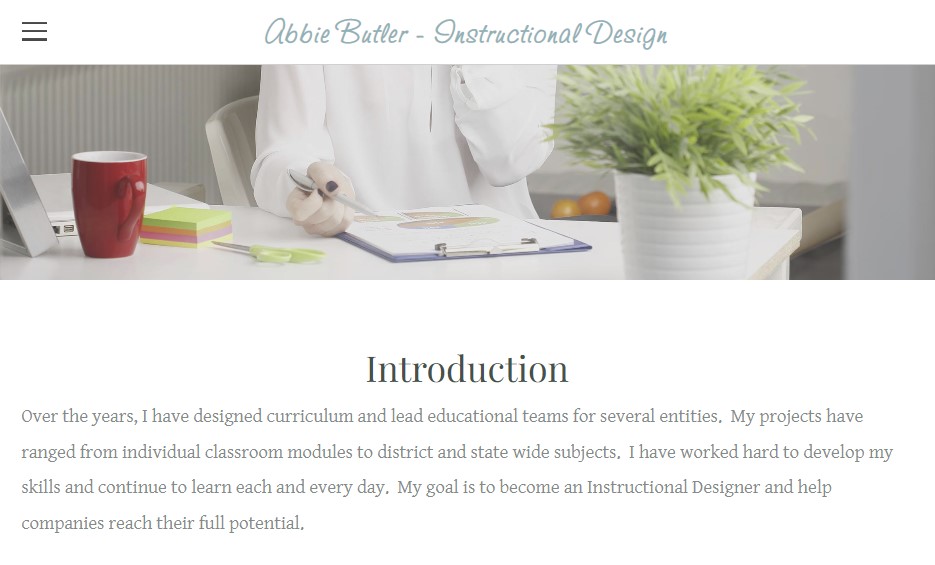 Abbie Butler - Instructional Design
Introduction
Over the years, I have designed curriculum and lead educational teams for several entities.  My projects have
ranged from individual classroom modules to district and state wide subjects.  I have worked hard to develop my
skills and continue to learn each and every day.  My goal is to become an Instructional Designer and help
companies reach their full potential.